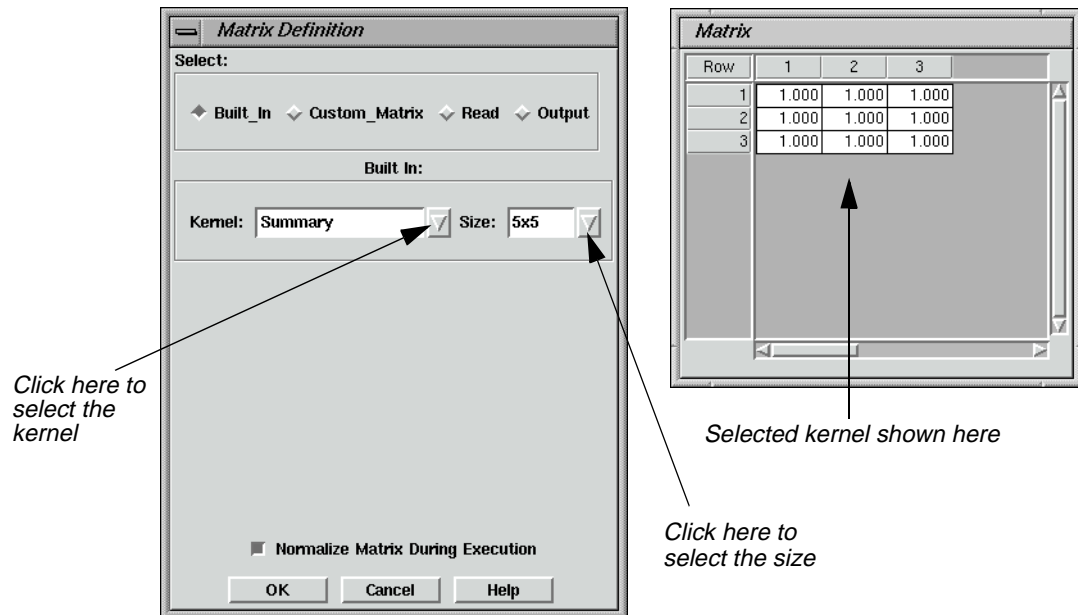 Matrix Definition
Select:
Built_In Custom_Matrix Read Output
Built In:
Kernel: Summary Size: 5x5
Normalize Matrix During Execution
OK Cancel Help
Click here to
select the
kernel
Matrix
Row 1 2 3
1 1.000 1.000 1.000
2 1.000 1.000 1.000
3 1.000 1.000 1.000
Selected kernel shown here
Click here to
select the size